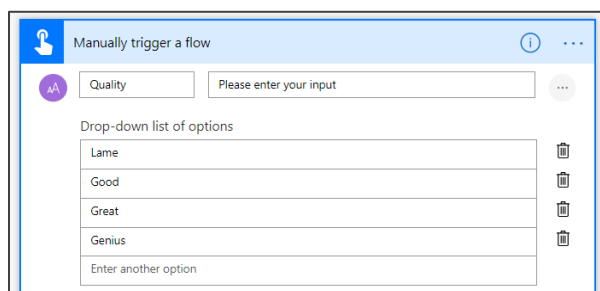 Manually trigger a flow
AA Quality Please enter your input
Drop-down list of options
Lame
Good
Great
Genius
Enter another option